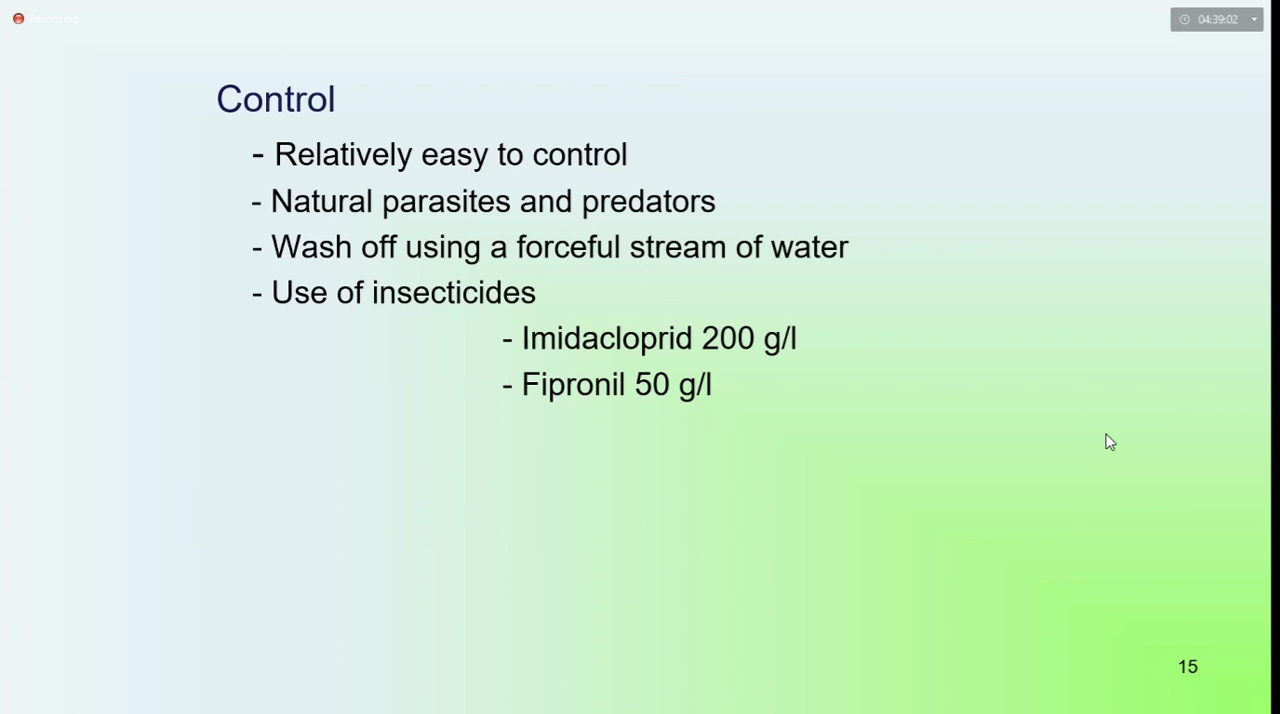 Recording
04:39:02
Control
- Relatively easy to control
- Natural parasites and predators
- Wash off using a forceful stream of water
- Use of insecticides
- Imidacloprid 200 g/l
- Fipronil 50 g/l
15